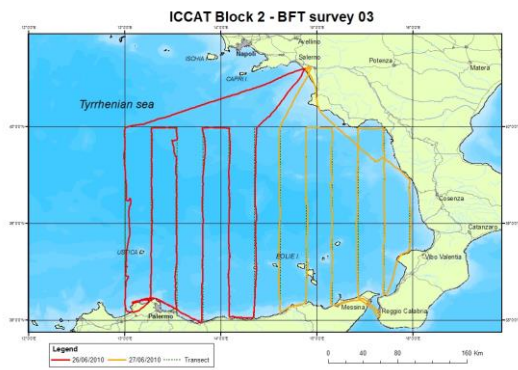 ICCAT Block 2 - BFT survey 03
Avellino
Napoli
ISCHIA I
Salerno
CAPRI I
Potenza
Matera
Tyrrhenian sea
Cosenza
Catanzaro
USTICA
EOLIE I
Vibo Valentia
Messina
Reggio Calabria
Palermo
Legend
26/06/2010
27/06/2010
Transect
0 40 80 160 Km